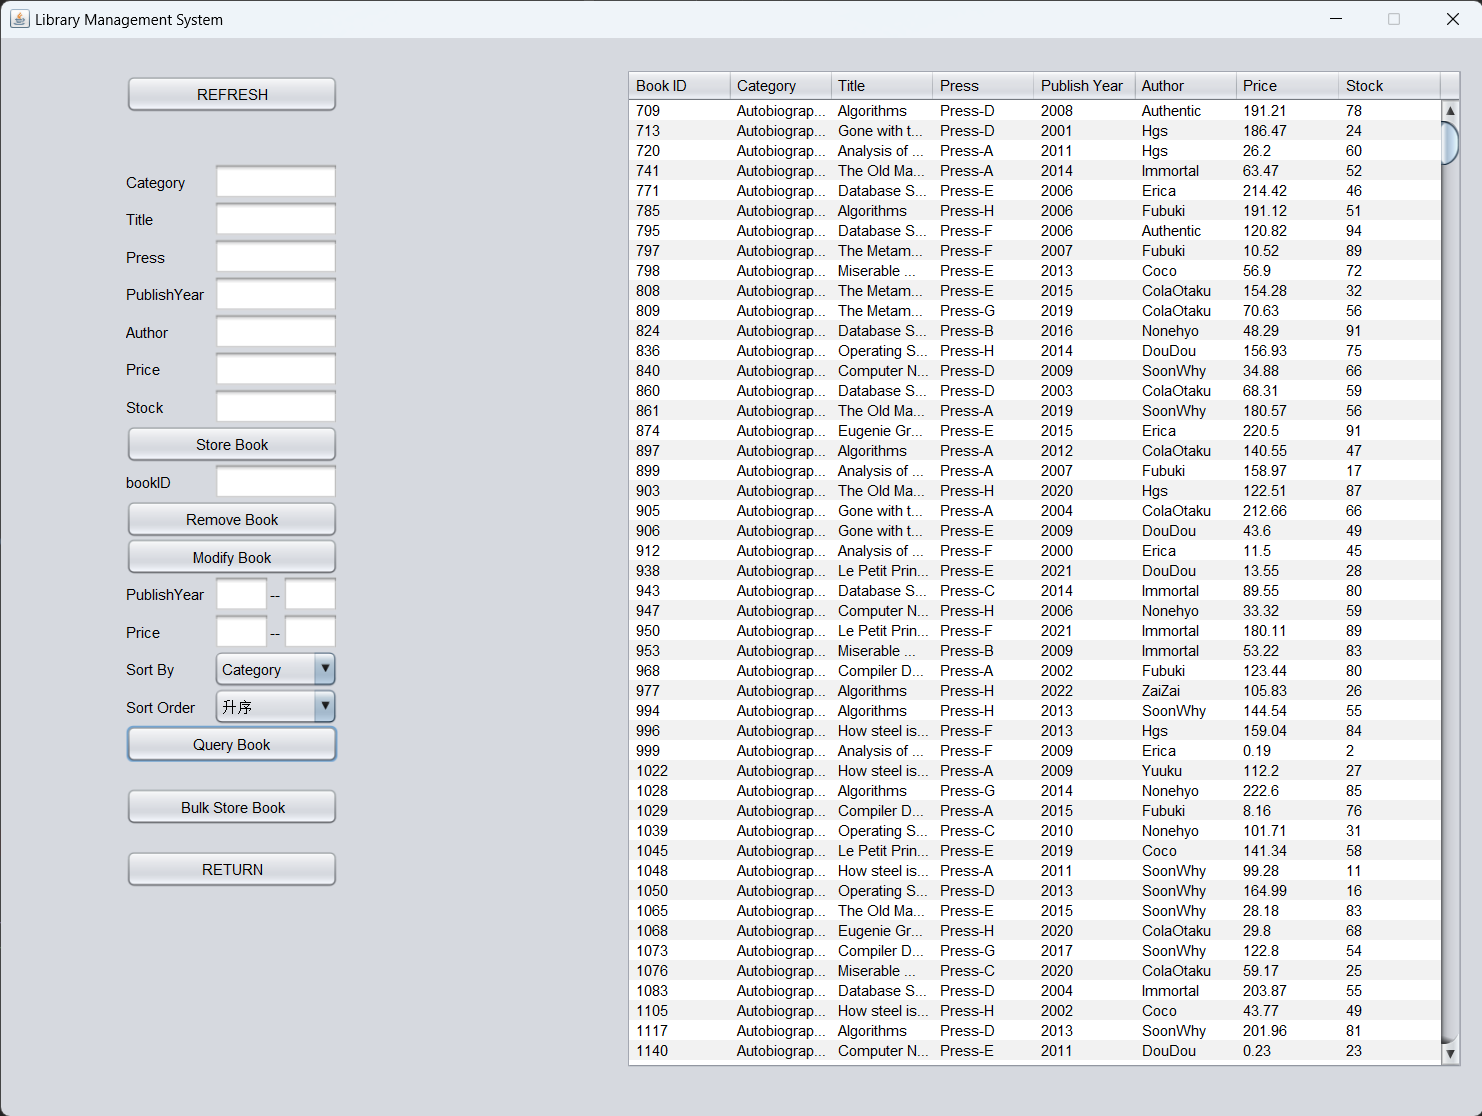 Library Management System
REFRESH
Category
Title
Press
PublishYear
Author
Price
Stock
Store Book
bookID
Remove Book
Modify Book
PublishYear --
Price --
Sort By Category
Sort Order 升序
Query Book
Bulk Store Book
RETURN
Book ID Category Title Press Publish Year Author Price Stock
709 Autobiograp... Algorithms Press-D 2008 Authentic 191.21 78
713 Autobiograp... Gone with t... Press-D 2001 Hgs 186.47 24
720 Autobiograp... Analysis of ... Press-A 2011 Hgs 26.2 60
741 Autobiograp... The Old Ma... Press-A 2014 Immortal 63.47 52
771 Autobiograp... Database S... Press-E 2006 Erica 214.42 46
785 Autobiograp... Algorithms Press-H 2006 Fubuki 191.12 51
795 Autobiograp... Database S... Press-F 2006 Authentic 120.82 94
797 Autobiograp... The Metam... Press-F 2007 Fubuki 10.52 89
798 Autobiograp... Miserable ... Press-E 2013 Coco 56.9 72
808 Autobiograp... The Metam... Press-E 2015 ColaOtaku 154.28 32
809 Autobiograp... The Metam... Press-G 2019 ColaOtaku 70.63 56
824 Autobiograp... Database S... Press-B 2016 Nonehyo 48.29 91
836 Autobiograp... Operating S... Press-H 2014 DouDou 156.93 75
840 Autobiograp... Computer N... Press-D 2009 SoonWhy 34.88 66
860 Autobiograp... Database S... Press-D 2003 ColaOtaku 68.31 59
861 Autobiograp... The Old Ma... Press-A 2019 SoonWhy 180.57 56
874 Autobiograp... Eugenie Gr... Press-E 2015 Erica 220.5 91
897 Autobiograp... Algorithms Press-A 2012 ColaOtaku 140.55 47
899 Autobiograp... Analysis of ... Press-A 2007 Fubuki 158.97 17
903 Autobiograp... The Old Ma... Press-H 2020 Hgs 122.51 87
905 Autobiograp... Gone with t... Press-A 2004 ColaOtaku 212.66 66
906 Autobiograp... Gone with t... Press-E 2009 DouDou 43.6 49
912 Autobiograp... Analysis of ... Press-F 2000 Erica 11.5 45
938 Autobiograp... Le Petit Prin... Press-E 2021 DouDou 13.55 28
943 Autobiograp... Database S... Press-C 2014 Immortal 89.55 80
947 Autobiograp... Computer N... Press-H 2006 Nonehyo 33.32 59
950 Autobiograp... Le Petit Prin... Press-F 2021 Immortal 180.11 89
953 Autobiograp... Miserable ... Press-B 2009 Immortal 53.22 83
968 Autobiograp... Compiler D... Press-A 2002 Fubuki 123.44 80
977 Autobiograp... Algorithms Press-H 2022 ZaiZai 105.83 26
994 Autobiograp... Algorithms Press-H 2013 SoonWhy 144.54 55
996 Autobiograp... How steel is... Press-F 2013 Hgs 159.04 84
999 Autobiograp... Analysis of ... Press-F 2009 Erica 0.19 2
1022 Autobiograp... How steel is... Press-A 2009 Yuuku 112.2 27
1028 Autobiograp... Algorithms Press-G 2014 Nonehyo 222.6 85
1029 Autobiograp... Compiler D... Press-A 2015 Fubuki 8.16 76
1039 Autobiograp... Operating S... Press-C 2010 Nonehyo 101.71 31
1045 Autobiograp... Le Petit Prin... Press-E 2019 Coco 141.34 58
1048 Autobiograp... How steel is... Press-A 2011 SoonWhy 99.28 11
1050 Autobiograp... Operating S... Press-D 2013 SoonWhy 164.99 16
1065 Autobiograp... The Old Ma... Press-E 2015 SoonWhy 28.18 83
1068 Autobiograp... Eugenie Gr... Press-H 2020 ColaOtaku 29.8 68
1073 Autobiograp... Compiler D... Press-G 2017 SoonWhy 122.8 54
1076 Autobiograp... Miserable ... Press-C 2020 ColaOtaku 59.17 25
1083 Autobiograp... Database S... Press-D 2004 Immortal 203.87 55
1105 Autobiograp... How steel is... Press-H 2002 Coco 43.77 49
1117 Autobiograp... Algorithms Press-D 2013 SoonWhy 201.96 81
1140 Autobiograp... Computer N... Press-E 2011 DouDou 0.23 23